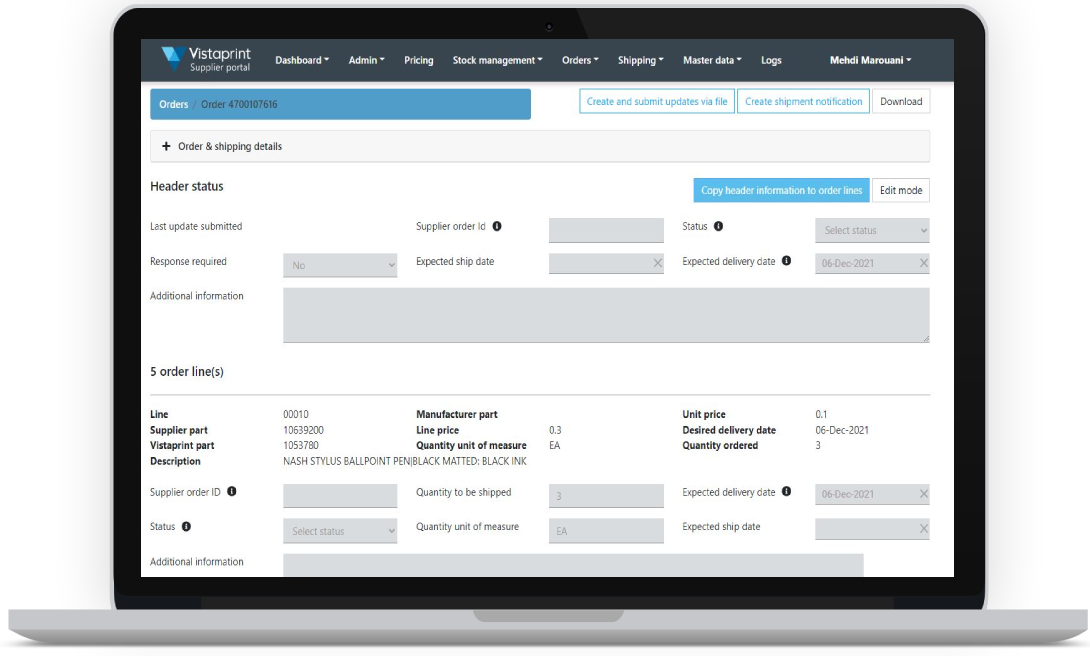 Vistaprint
Supplier portal
Dashboard Admin Pricing Stock management Orders Shipping Master data Logs Mehdi Marouani
Orders / Order 4700107616
Create and submit updates via file Create shipment notification Download
+ Order & shipping details
Header status
Copy header information to order lines Edit mode
Last update submitted Supplier order Id Status Select status
Response required No Expected ship date Expected delivery date 06-Dec-2021
Additional information
5 order line(s)
Line 00010 Manufacturer part Unit price 0.1
Supplier part 10639200 Line price 0.3 Desired delivery date 06-Dec-2021
Vistaprint part 1053780 Quantity unit of measure EA Quantity ordered 3
Description NASH STYLUS BALLPOINT PEN|BLACK MATTED: BLACK INK
Supplier order ID Quantity to be shipped 3 Expected delivery date 06-Dec-2021
Status Select status Quantity unit of measure EA Expected ship date
Additional information